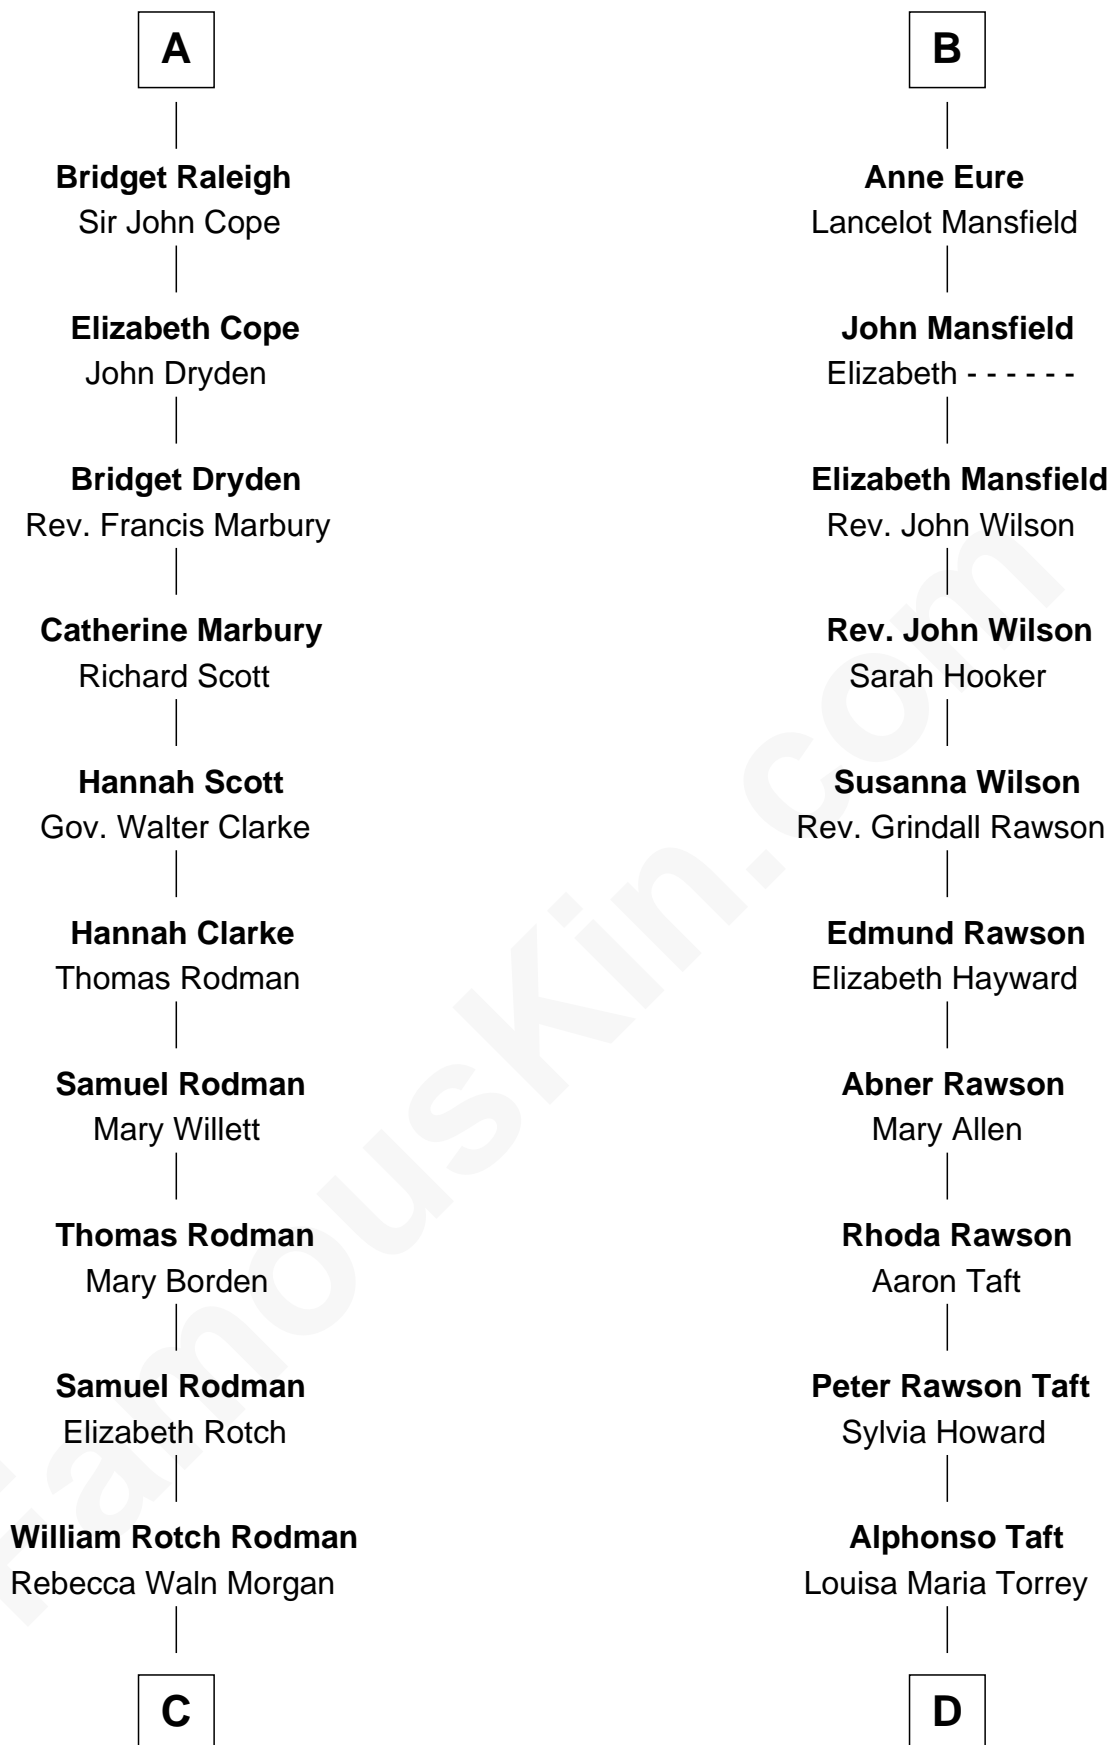 A
Bridget Raleigh
Sir John Cope
Elizabeth Cope
John Dryden
Bridget Dryden
Rev. Francis Marbury
Catherine Marbury
Richard Scott
Hannah Scott
Gov. Walter Clarke
Hannah Clarke
Thomas Rodman
Samuel Rodman
Mary Willett
Thomas Rodman
Mary Borden
Samuel Rodman
Elizabeth Rotch
William Rotch Rodman
Rebecca Waln Morgan
C
B
Anne Eure
Lancelot Mansfield
John Mansfield
Elizabeth - - - - - -
Elizabeth Mansfield
Rev. John Wilson
Rev. John Wilson
Sarah Hooker
Susanna Wilson
Rev. Grindall Rawson
Edmund Rawson
Elizabeth Hayward
Abner Rawson
Mary Allen
Rhoda Rawson
Aaron Taft
Peter Rawson Taft
Sylvia Howard
Alphonso Taft
Louisa Maria Torrey
D
FamousKin.com